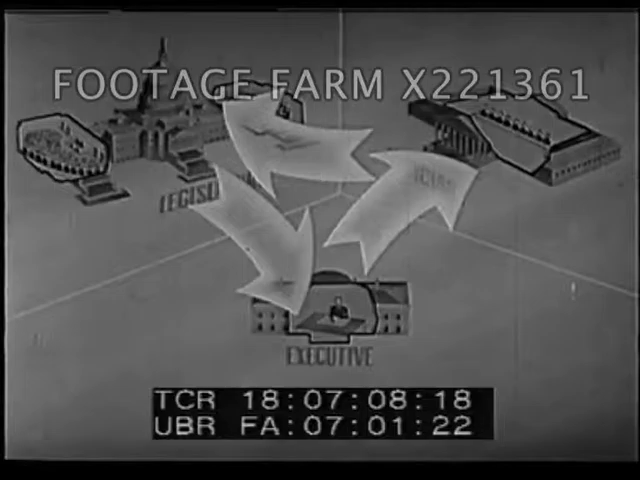 FOOTAGE FARM X221361
EXECUTIVE
TCR 18:07:08:18
UBR FA:07:01:22